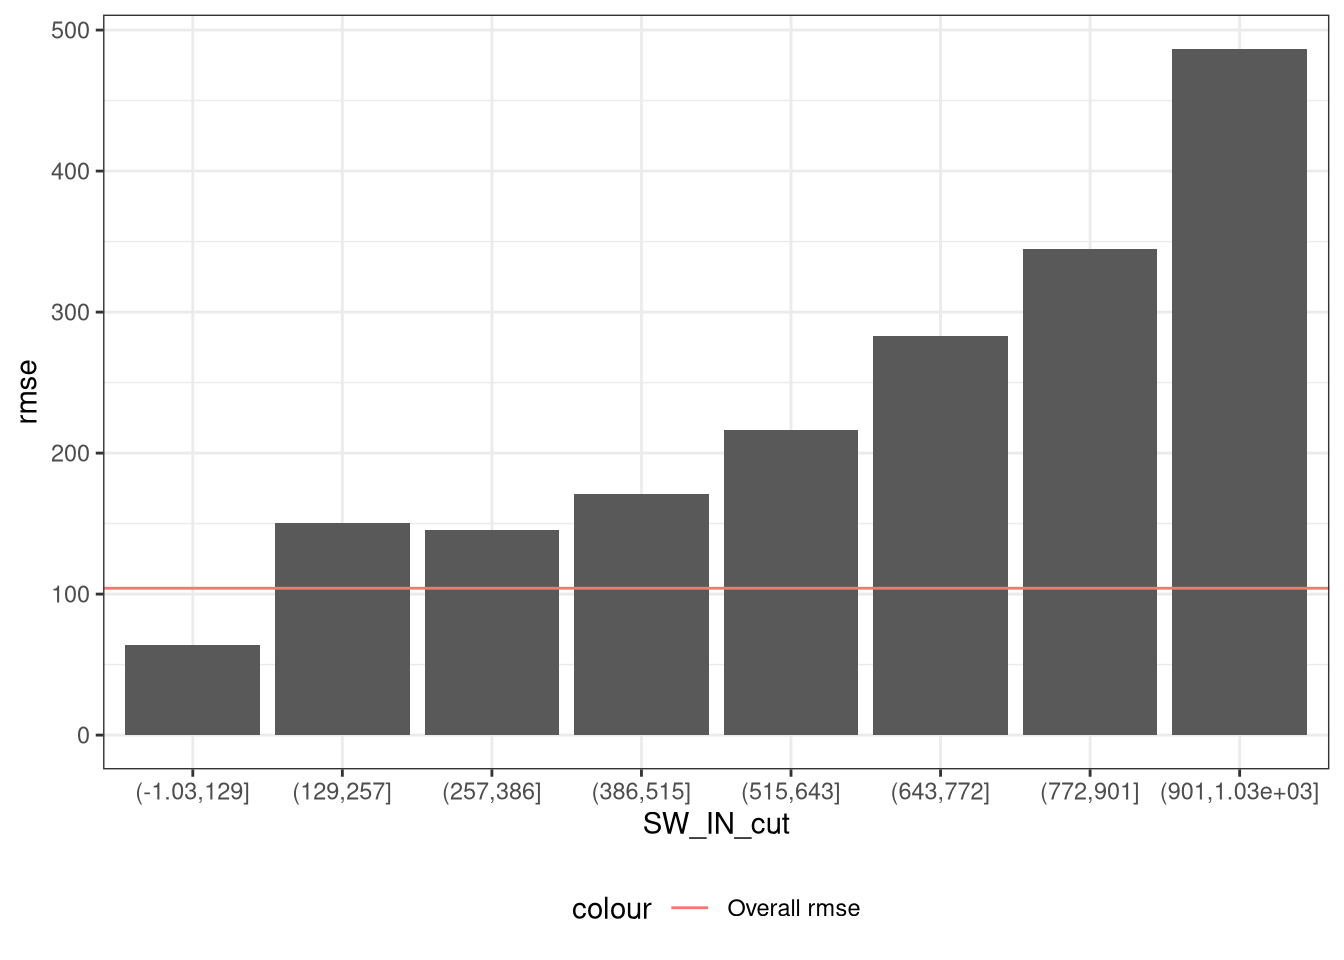 500
400
300
200
100
0
rmse
(-1.03,129] (129,257] (257,386] (386,515] (515,643] (643,772] (772,901] (901,1.03e+03]
SW_IN_cut
colour Overall rmse